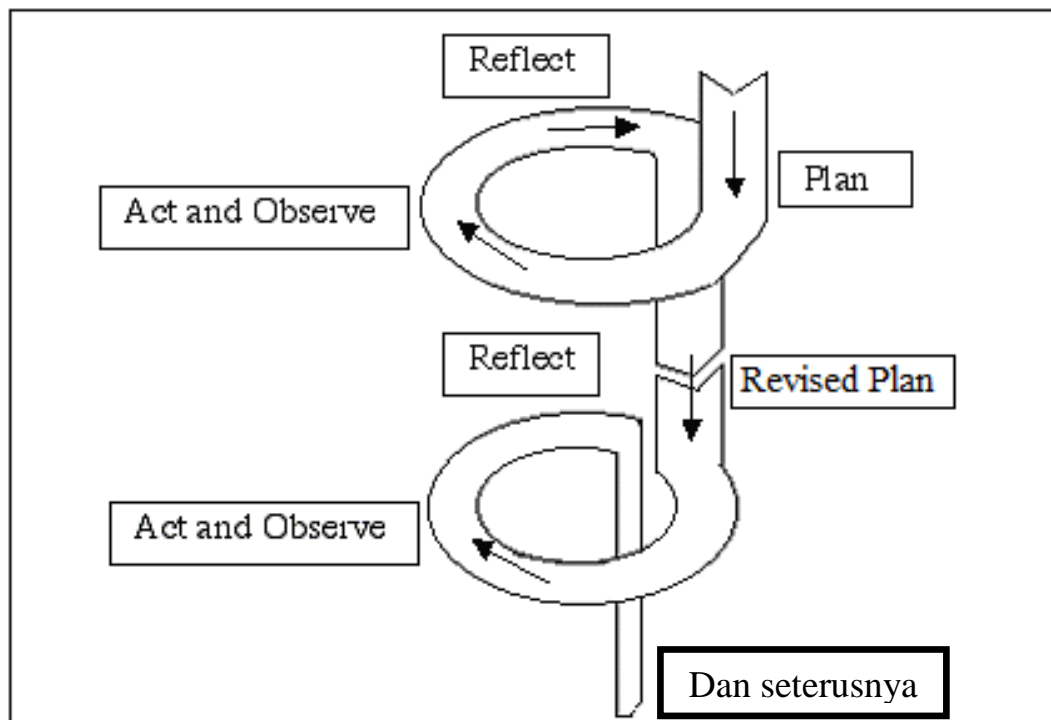 Reflect
Plan
Act and Observe
Reflect
Revised Plan
Act and Observe
Dan seterusnya